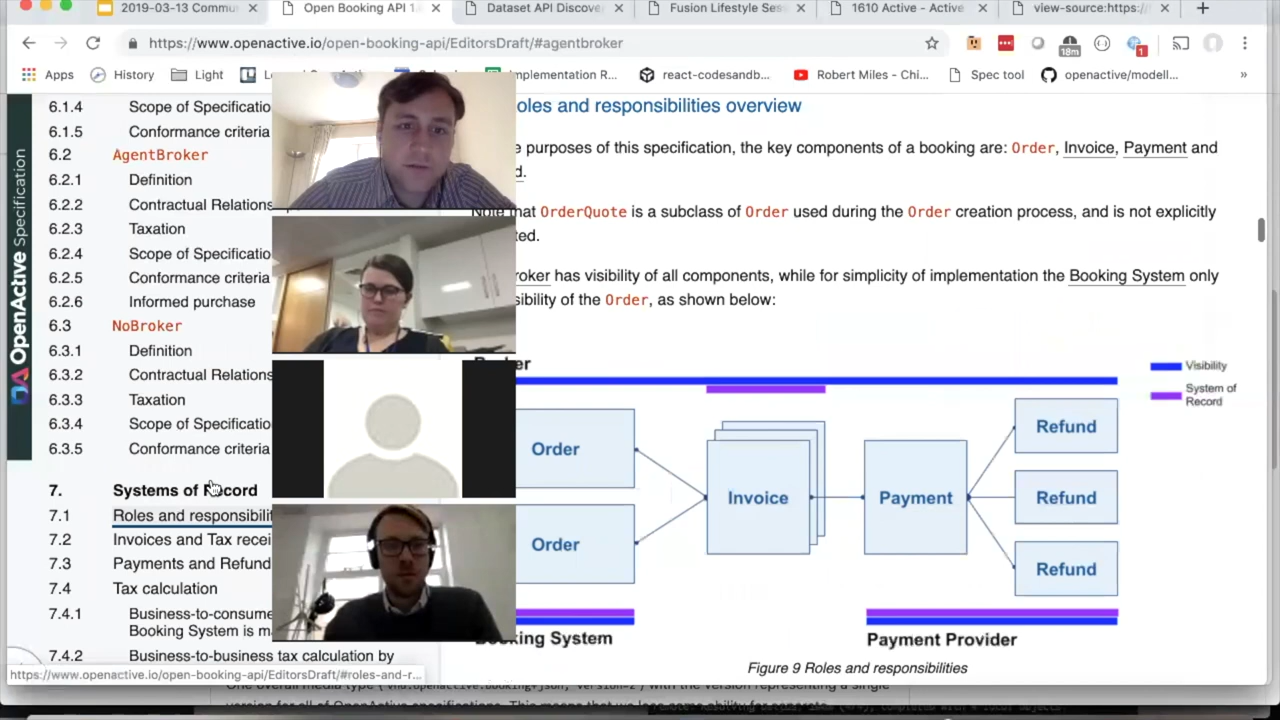 2019-03-13 Commu
Open Booking API 1
Dataset API Discove
Fusion Lifestyle Ses
1610 Active - Active
view-source:https://
https://www.openactive.io/open-booking-api/EditorsDraft/#agentbroker
18m
1
Apps
History
Light
mplementation R...
react-codesandb...
Robert Miles - Chi...
Spec tool
openactive/modell...
»
OpenActive Specification
6.1.4 Scope of Specificatio
6.1.5 Conformance criteria
6.2 AgentBroker
6.2.1 Definition
6.2.2 Contractual Relations
6.2.3 Taxation
6.2.4 Scope of Specificatio
6.2.5 Conformance criteria
6.2.6 Informed purchase
6.3 NoBroker
6.3.1 Definition
6.3.2 Contractual Relations
6.3.3 Taxation
6.3.4 Scope of Specificatio
6.3.5 Conformance criteria
7. Systems of Record
7.1 Roles and responsibilit
7.2 Invoices and Tax recei
7.3 Payments and Refund
7.4 Tax calculation
7.4.1 Business-to-consume
Booking System is ma
7.4.2 Business-to-business tax calculation by
https://www.openactive.io/open-booking-api/EditorsDraft/#roles-and-r...
oles and responsibilities overview
e purposes of this specification, the key components of a booking are: Order, Invoice, Payment and
d.
Note that OrderQuote is a subclass of Order used during the Order creation process, and is not explicitly
ted.
roker has visibility of all components, while for simplicity of implementation the Booking System only
sibility of the Order, as shown below:
Broker
Visibility
System of
Record
Order
Order
Invoice
Payment
Refund
Refund
Refund
Booking System
Payment Provider
Figure 9 Roles and responsibilities